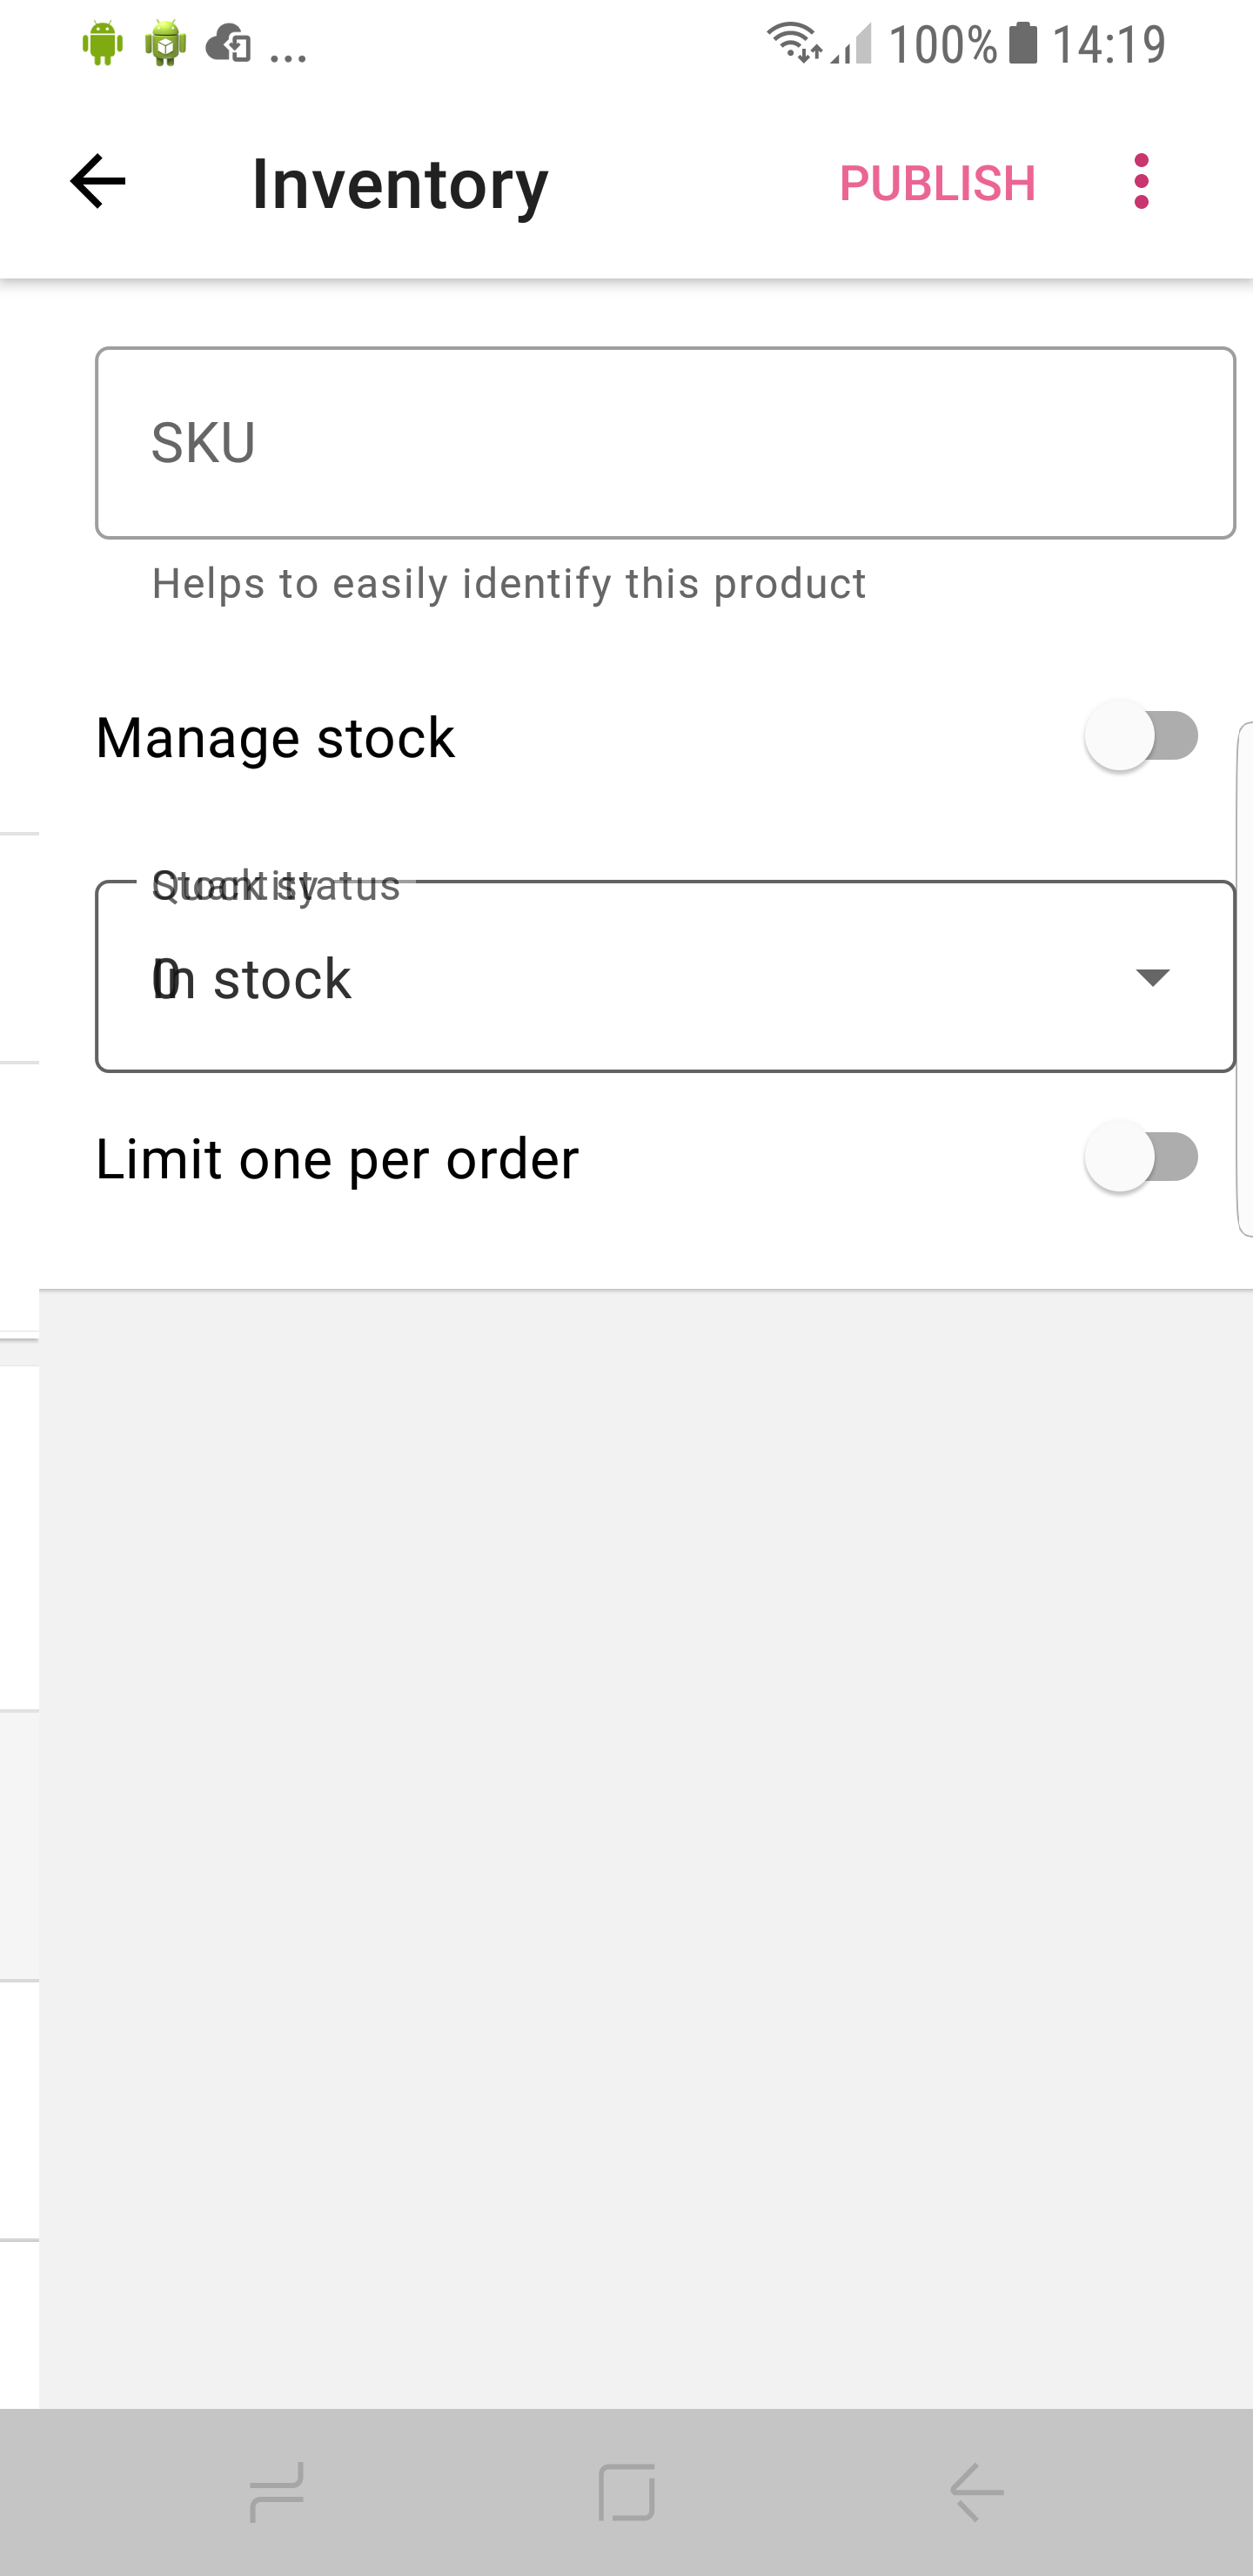 ... 100% 14:19
Inventory PUBLISH
SKU
Helps to easily identify this product
Manage stock
Quantity
Stock status
0
In stock
Limit one per order